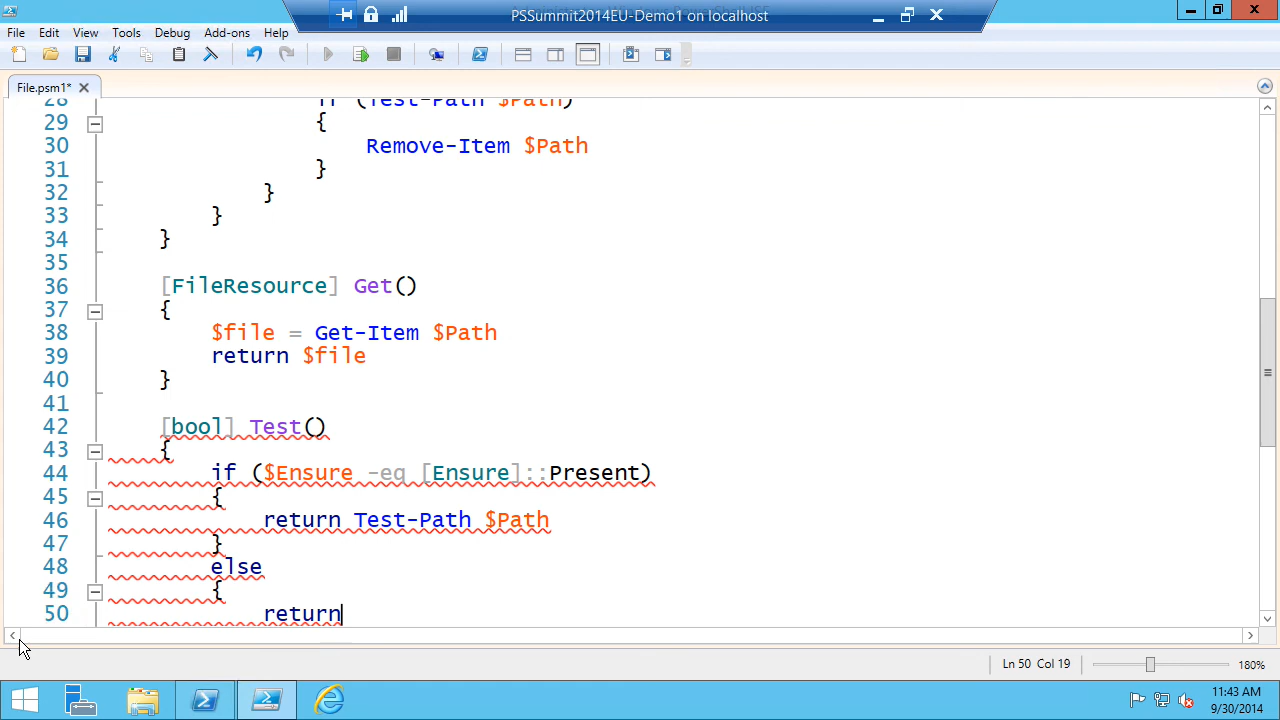 PSSummit2014EU-Demo1 on localhost
File Edit View Tools Debug Add-ons Help
File.psm1*
28 if (Test-Path $Path)
29 {
30 Remove-Item $Path
31 }
32 }
33 }
34 }
35
36 [FileResource] Get()
37 {
38 $file = Get-Item $Path
39 return $file
40 }
41
42 [bool] Test()
43 {
44 if ($Ensure -eq [Ensure]::Present)
45 {
46 return Test-Path $Path
47 }
48 else
49 {
50 return
Ln 50 Col 19 180%
11:43 AM
9/30/2014